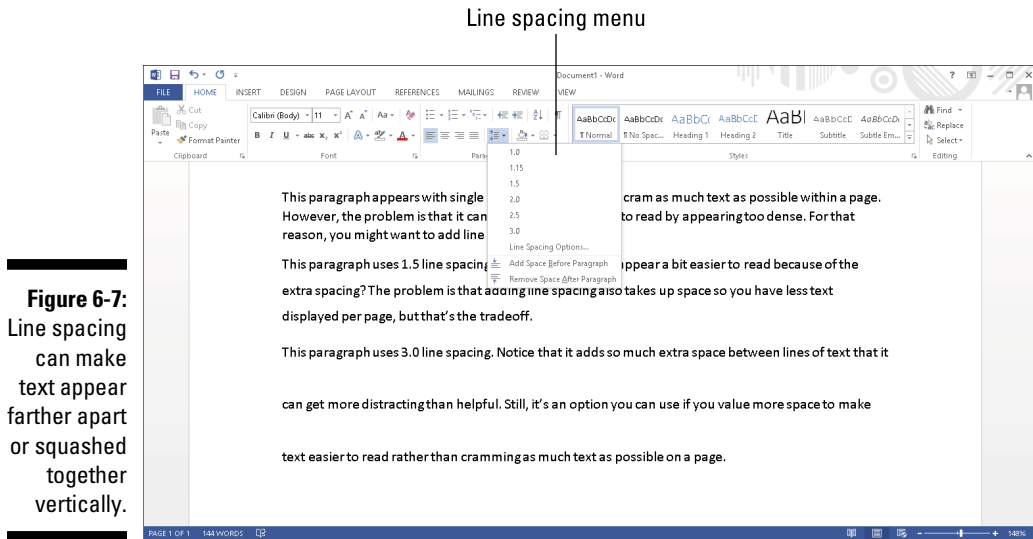 Line spacing menu
Document1 - Word
FILE HOME INSERT DESIGN PAGE LAYOUT REFERENCES MAILINGS REVIEW VIEW
Cut
Copy
Format Painter
Paste
Clipboard
Calibri (Body) 11
Font
Paragr
AaBbCcDc AaBbCcDc AaBbCc AaBbCcE AaB AaBbCcE AaBbCcDc
¶ Normal ¶ No Spac... Heading 1 Heading 2 Title Subtitle Subtle Em...
Styles
Find
Replace
Select
Editing
1.0
1.15
1.5
2.0
2.5
3.0
Line Spacing Options...
Add Space Before Paragraph
Remove Space After Paragraph
This paragraph appears with single cram as much text as possible within a page.
However, the problem is that it can to read by appearing too dense. For that
reason, you might want to add line
This paragraph uses 1.5 line spacing appear a bit easier to read because of the
extra spacing? The problem is that adding line spacing also takes up space so you have less text
displayed per page, but that's the tradeoff.
This paragraph uses 3.0 line spacing. Notice that it adds so much extra space between lines of text that it
can get more distracting than helpful. Still, it's an option you can use if you value more space to make
text easier to read rather than cramming as much text as possible on a page.
PAGE 1 OF 1 144 WORDS 148%
Figure 6-7:
Line spacing
can make
text appear
farther apart
or squashed
together
vertically.